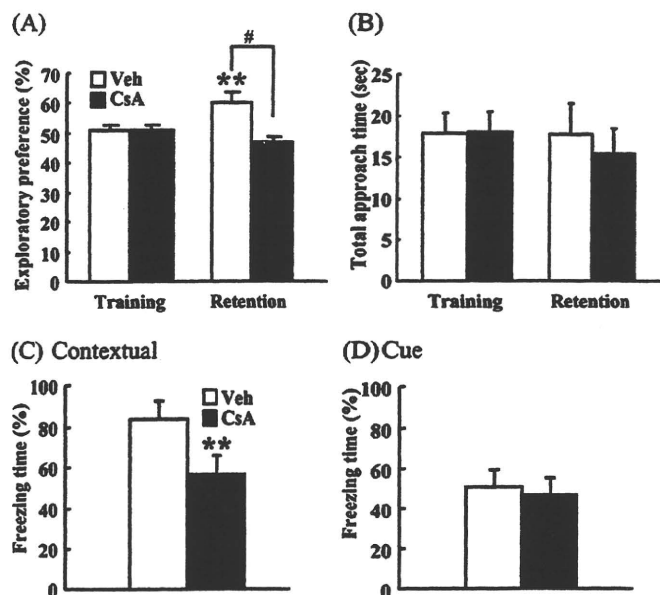 (A)
#
Exploratory preference (%)
70
60
50
40
30
20
10
0
Veh
CsA
**
Training
Retention
(B)
Total approach time (sec)
25
20
15
10
5
0
Training
Retention
(C) Contextual
Freezing time (%)
100
80
60
40
20
0
Veh
CsA
**
(D)Cue
Freezing time (%)
100
80
60
40
20
0